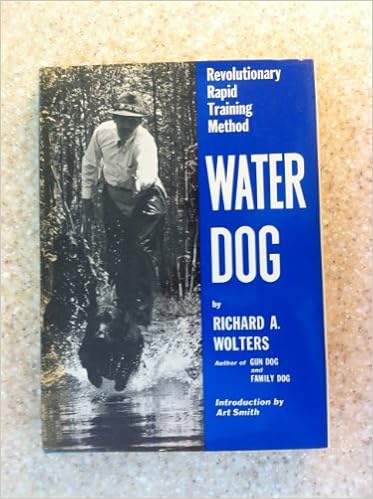 Revolutionary
Rapid
Training
Method
WATER
DOG
by
RICHARD A.
WOLTERS
Author of GUN DOG
and
FAMILY DOG
Introduction by
Art Smith